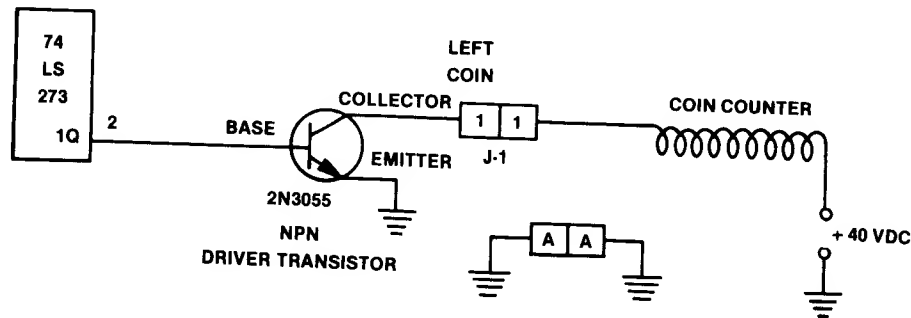 74
LS
273
1Q
2
BASE
COLLECTOR
EMITTER
2N3055
NPN
DRIVER TRANSISTOR
LEFT
COIN
1 1
J-1
COIN COUNTER
+ 40 VDC
A A